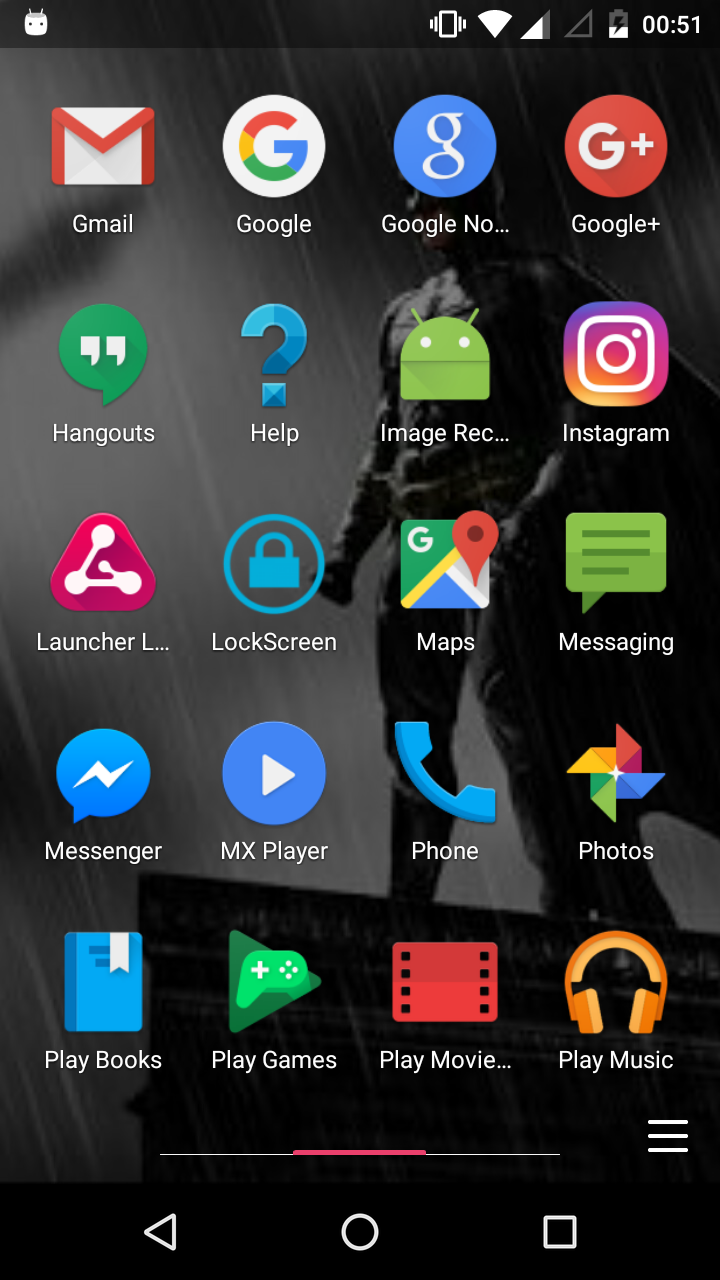 00:51
Gmail
Google
Google No...
Google+
Hangouts
Help
Image Rec...
Instagram
Launcher L...
LockScreen
Maps
Messaging
Messenger
MX Player
Phone
Photos
Play Books
Play Games
Play Movie...
Play Music